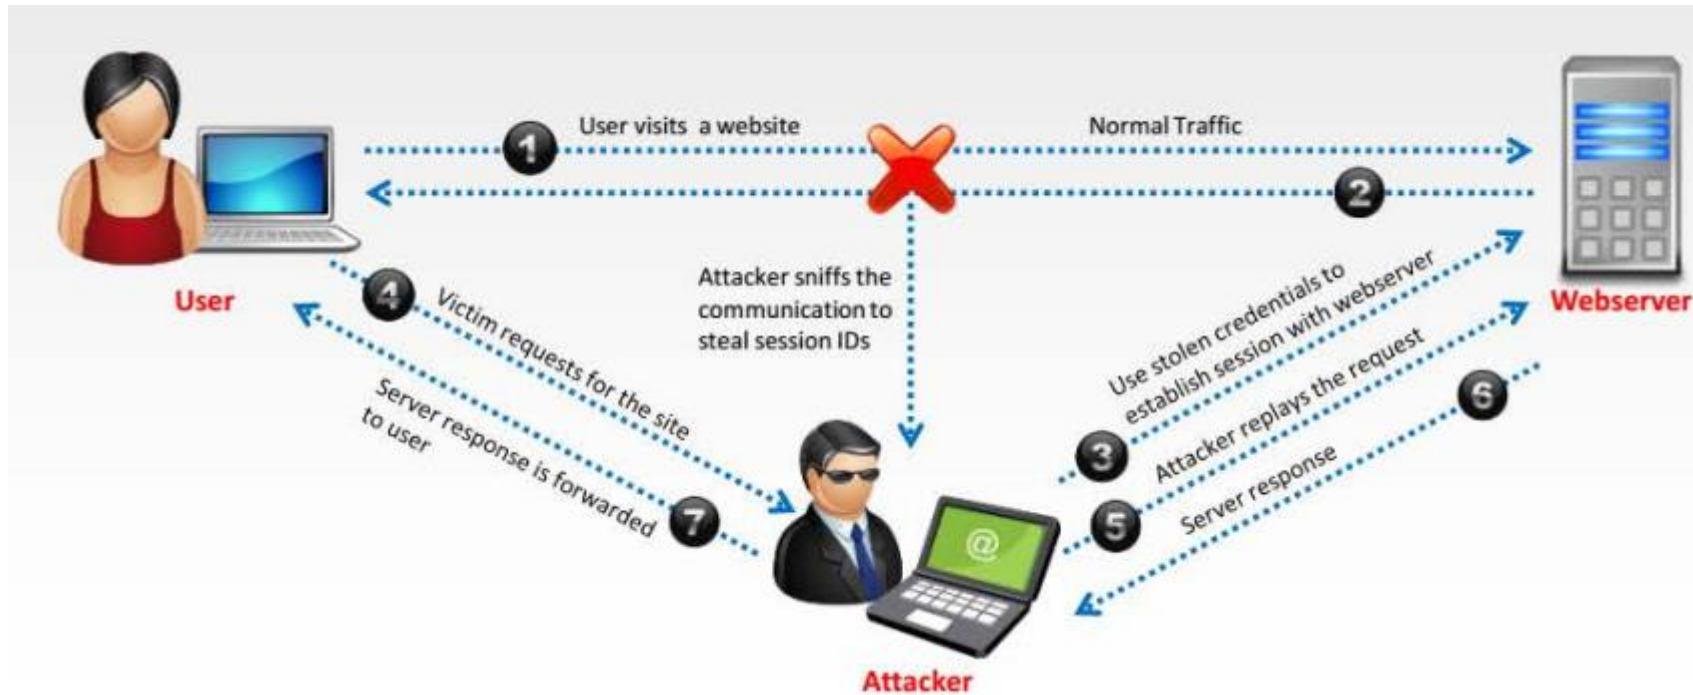 1
User visits a website
Normal Traffic
2
Attacker sniffs the
communication to
steal session IDs
User
Webserver
4
Victim requests for the site
Use stolen credentials to
establish session with webserver
3
Server response is forwarded
to user
7
Attacker replays the request
5
Server response
6
@
Attacker